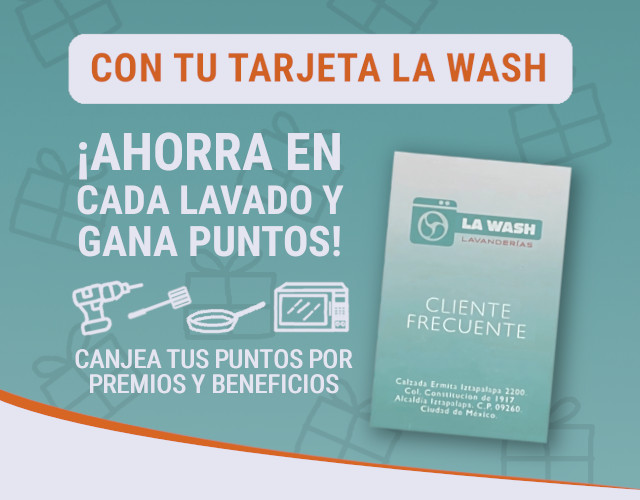 CON TU TARJETA LA WASH
¡AHORRA EN
CADA LAVADO Y
GANA PUNTOS!
CANJEA TUS PUNTOS POR
PREMIOS Y BENEFICIOS
LA WASH
LAVANDERÍAS
CLIENTE
FRECUENTE
Calzada Ermita Iztapalapa 2200.
Col. Constitución de 1917
Alcaldía Iztapalapa, C.P. 09260.
Ciudad de México.